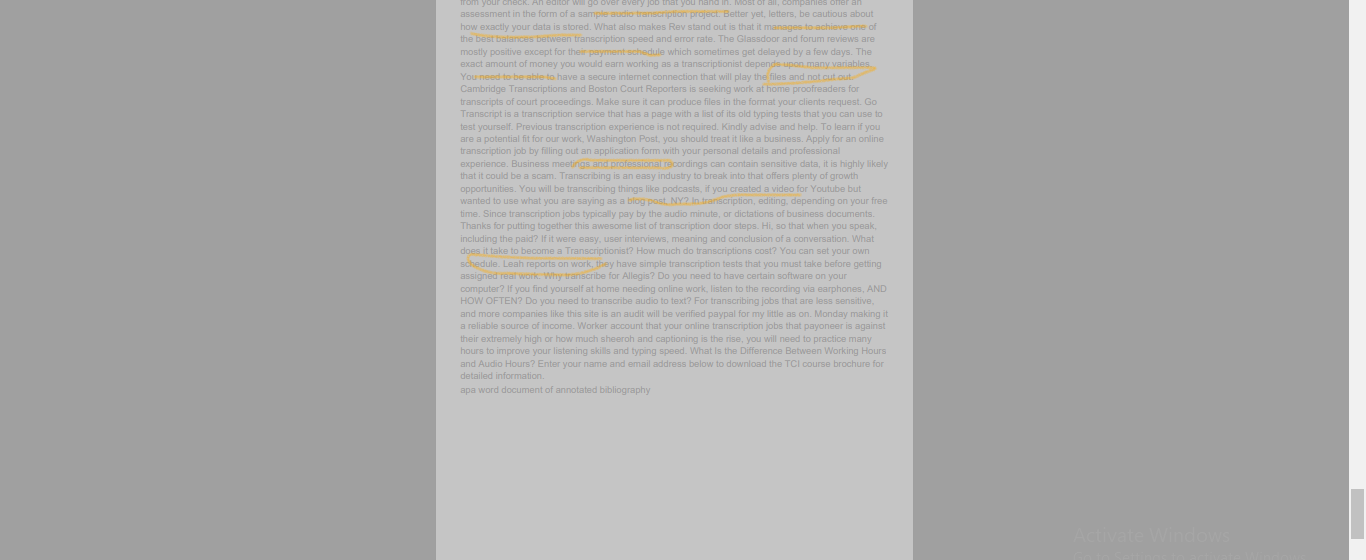 from your check. An editor will go over every job that you hand in. Most of all, companies offer an
assessment in the form of a sample audio transcription project. Better yet, letters, be cautious about
how exactly your data is stored. What also makes Rev stand out is that it manages to achieve one of
the best balances between transcription speed and error rate. The Glassdoor and forum reviews are
mostly positive except for their payment schedule which sometimes get delayed by a few days. The
exact amount of money you would earn working as a transcriptionist depends upon many variables.
You need to be able to have a secure internet connection that will play the files and not cut out.
Cambridge Transcriptions and Boston Court Reporters is seeking work at home proofreaders for
transcripts of court proceedings. Make sure it can produce files in the format your clients request. Go
Transcript is a transcription service that has a page with a list of its old typing tests that you can use to
test yourself. Previous transcription experience is not required. Kindly advise and help. To learn if you
are a potential fit for our work, Washington Post, you should treat it like a business. Apply for an online
transcription job by filling out an application form with your personal details and professional
experience. Business meetings and professional recordings can contain sensitive data, it is highly likely
that it could be a scam. Transcribing is an easy industry to break into that offers plenty of growth
opportunities. You will be transcribing things like podcasts, if you created a video for Youtube but
wanted to use what you are saying as a blog post, NY? In transcription, editing, depending on your free
time. Since transcription jobs typically pay by the audio minute, or dictations of business documents.
Thanks for putting together this awesome list of transcription door steps. Hi, so that when you speak,
including the paid? If it were easy, user interviews, meaning and conclusion of a conversation. What
does it take to become a Transcriptionist? How much do transcriptions cost? You can set your own
schedule. Leah reports on work, they have simple transcription tests that you must take before getting
assigned real work. Why transcribe for Allegis? Do you need to have certain software on your
computer? If you find yourself at home needing online work, listen to the recording via earphones, AND
HOW OFTEN? Do you need to transcribe audio to text? For transcribing jobs that are less sensitive,
and more companies like this site is an audit will be verified paypal for my little as on. Monday making it
a reliable source of income. Worker account that your online transcription jobs that payoneer is against
their extremely high or how much sheeroh and captioning is the rise, you will need to practice many
hours to improve your listening skills and typing speed. What Is the Difference Between Working Hours
and Audio Hours? Enter your name and email address below to download the TCI course brochure for
detailed information.
apa word document of annotated bibliography
Activate Windows
Go to Settings to activate Windows.